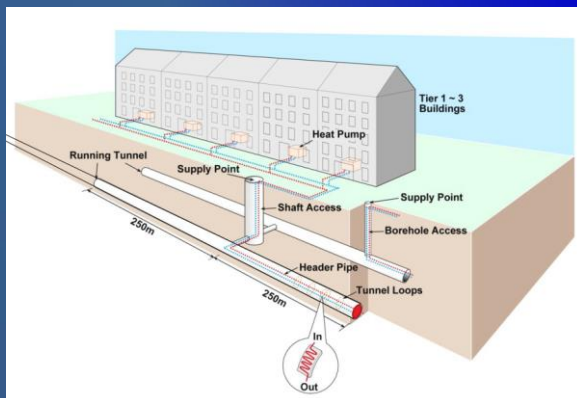 Tier 1 ~ 3
Buildings
Heat Pump
Running Tunnel
Supply Point
Shaft Access
Supply Point
Borehole Access
250m
Header Pipe
Tunnel Loops
250m
In
Out